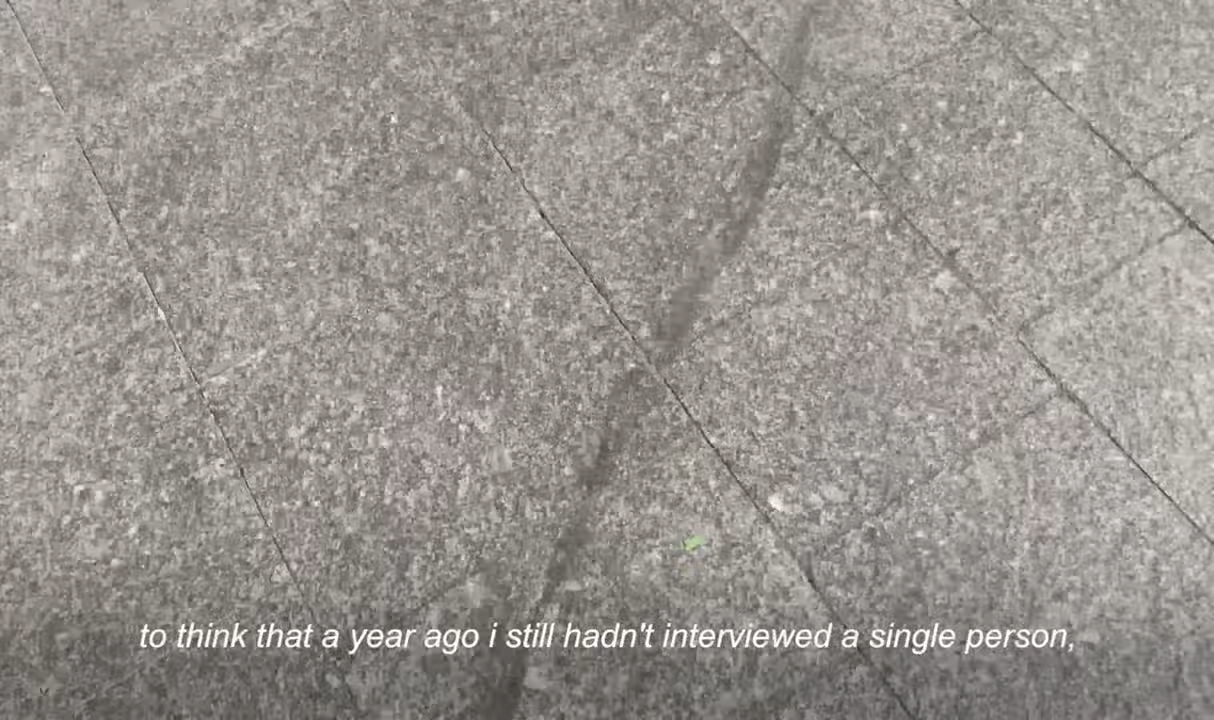 to think that a year ago i still hadn't interviewed a single person,